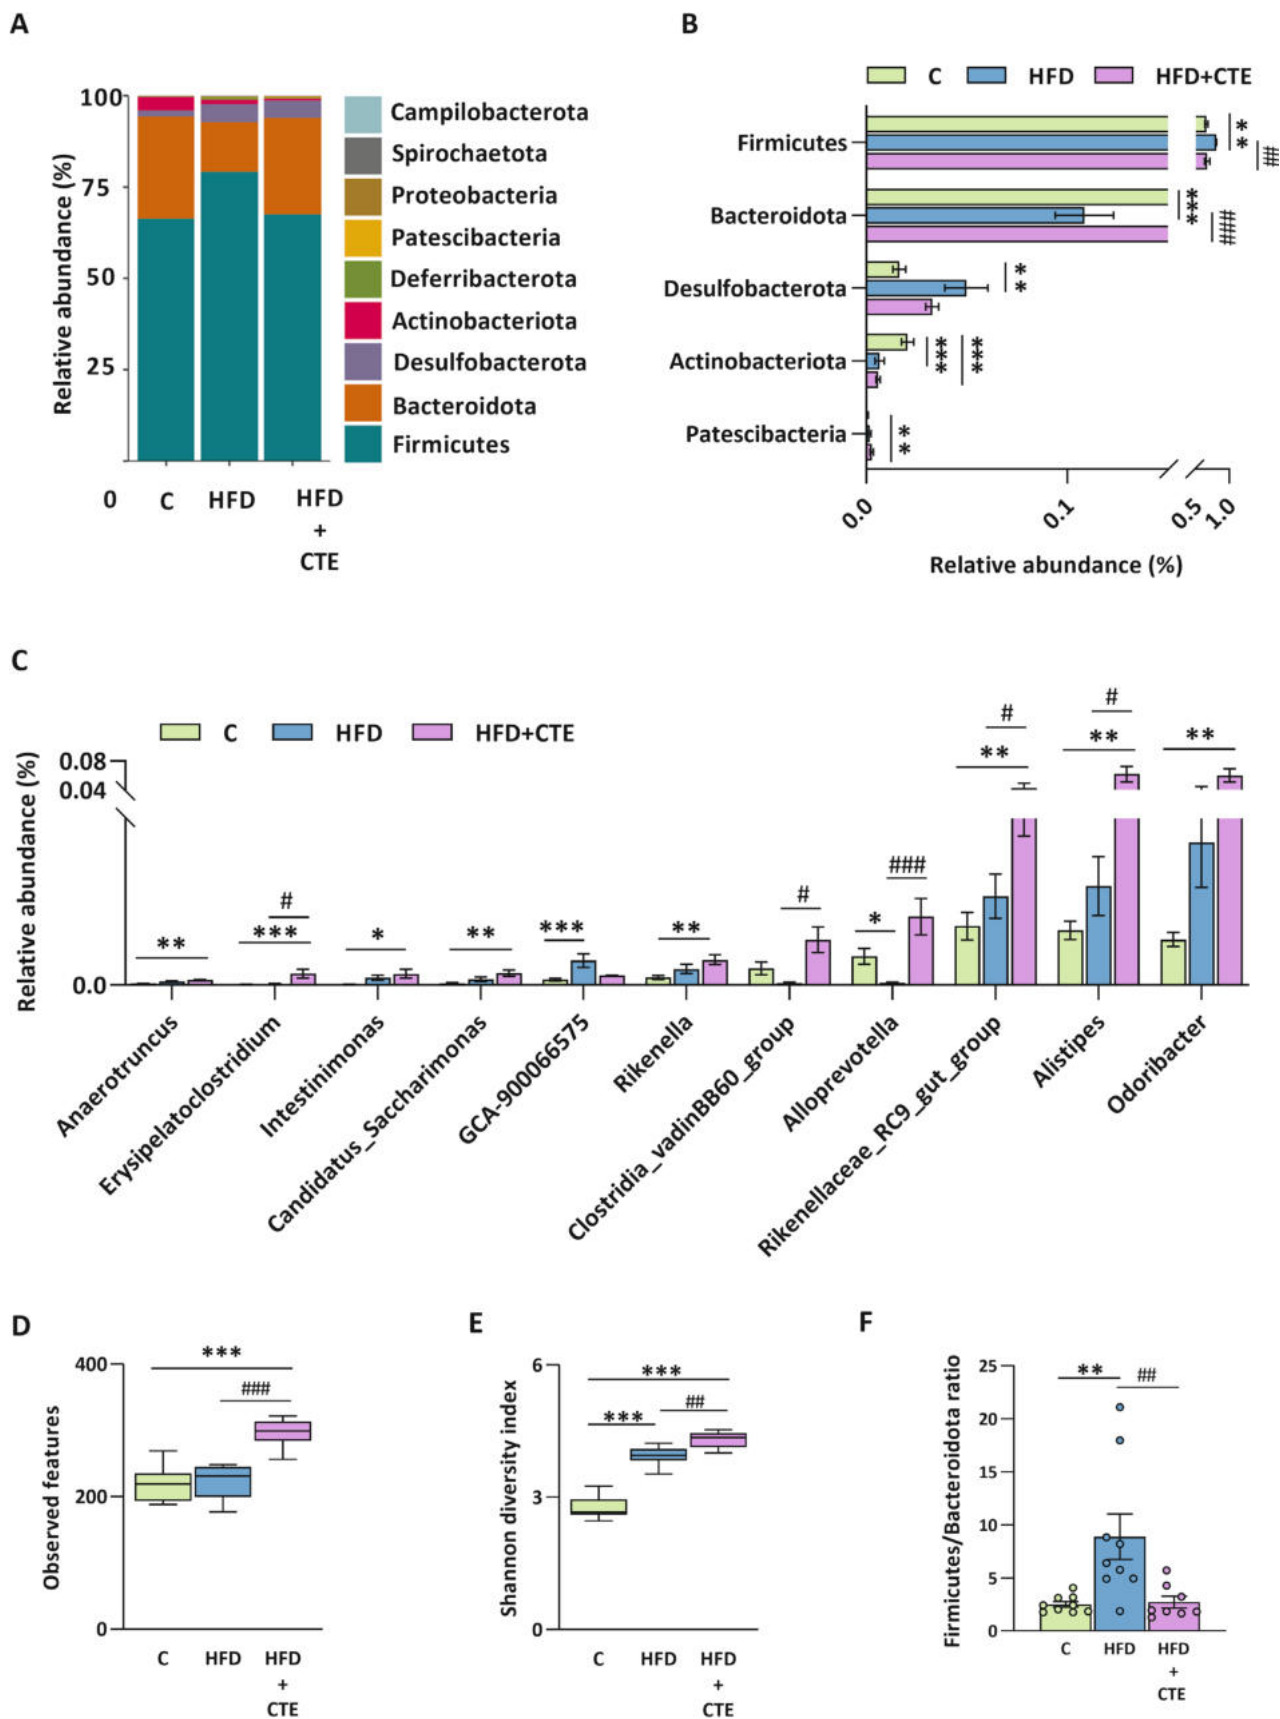 A
100
75
50
25
0
Relative abundance (%)
C
HFD
HFD
+
CTE
Campilobacterota
Spirochaetota
Proteobacteria
Patescibacteria
Deferribacterota
Actinobacteriota
Desulfobacterota
Bacteroidota
Firmicutes
B
C HFD HFD+CTE
Firmicutes
**
##
Bacteroidota
***
###
Desulfobacterota
**
Actinobacteriota
*** ***
Patescibacteria
**
0.0 0.1 0.5 1.0
Relative abundance (%)
C
C HFD HFD+CTE
Relative abundance (%)
0.08
0.04
0.0
**
#
***
*
**
***
**
#
###
*
#
**
#
**
**
Anaerotruncus
Erysipelatoclostridium
Intestinimonas
Candidatus_Saccharimonas
GCA-900066575
Rikenella
Clostridia_vadinBB60_group
Alloprevotella
Rikenellaceae_RC9_gut_group
Alistipes
Odoribacter
D
Observed features
400
200
0
***
###
C HFD HFD
+
CTE
E
Shannon diversity index
6
3
0
***
*** ##
C HFD HFD
+
CTE
F
Firmicutes/Bacteroidota ratio
25
20
15
10
5
0
** ##
C HFD HFD
+
CTE